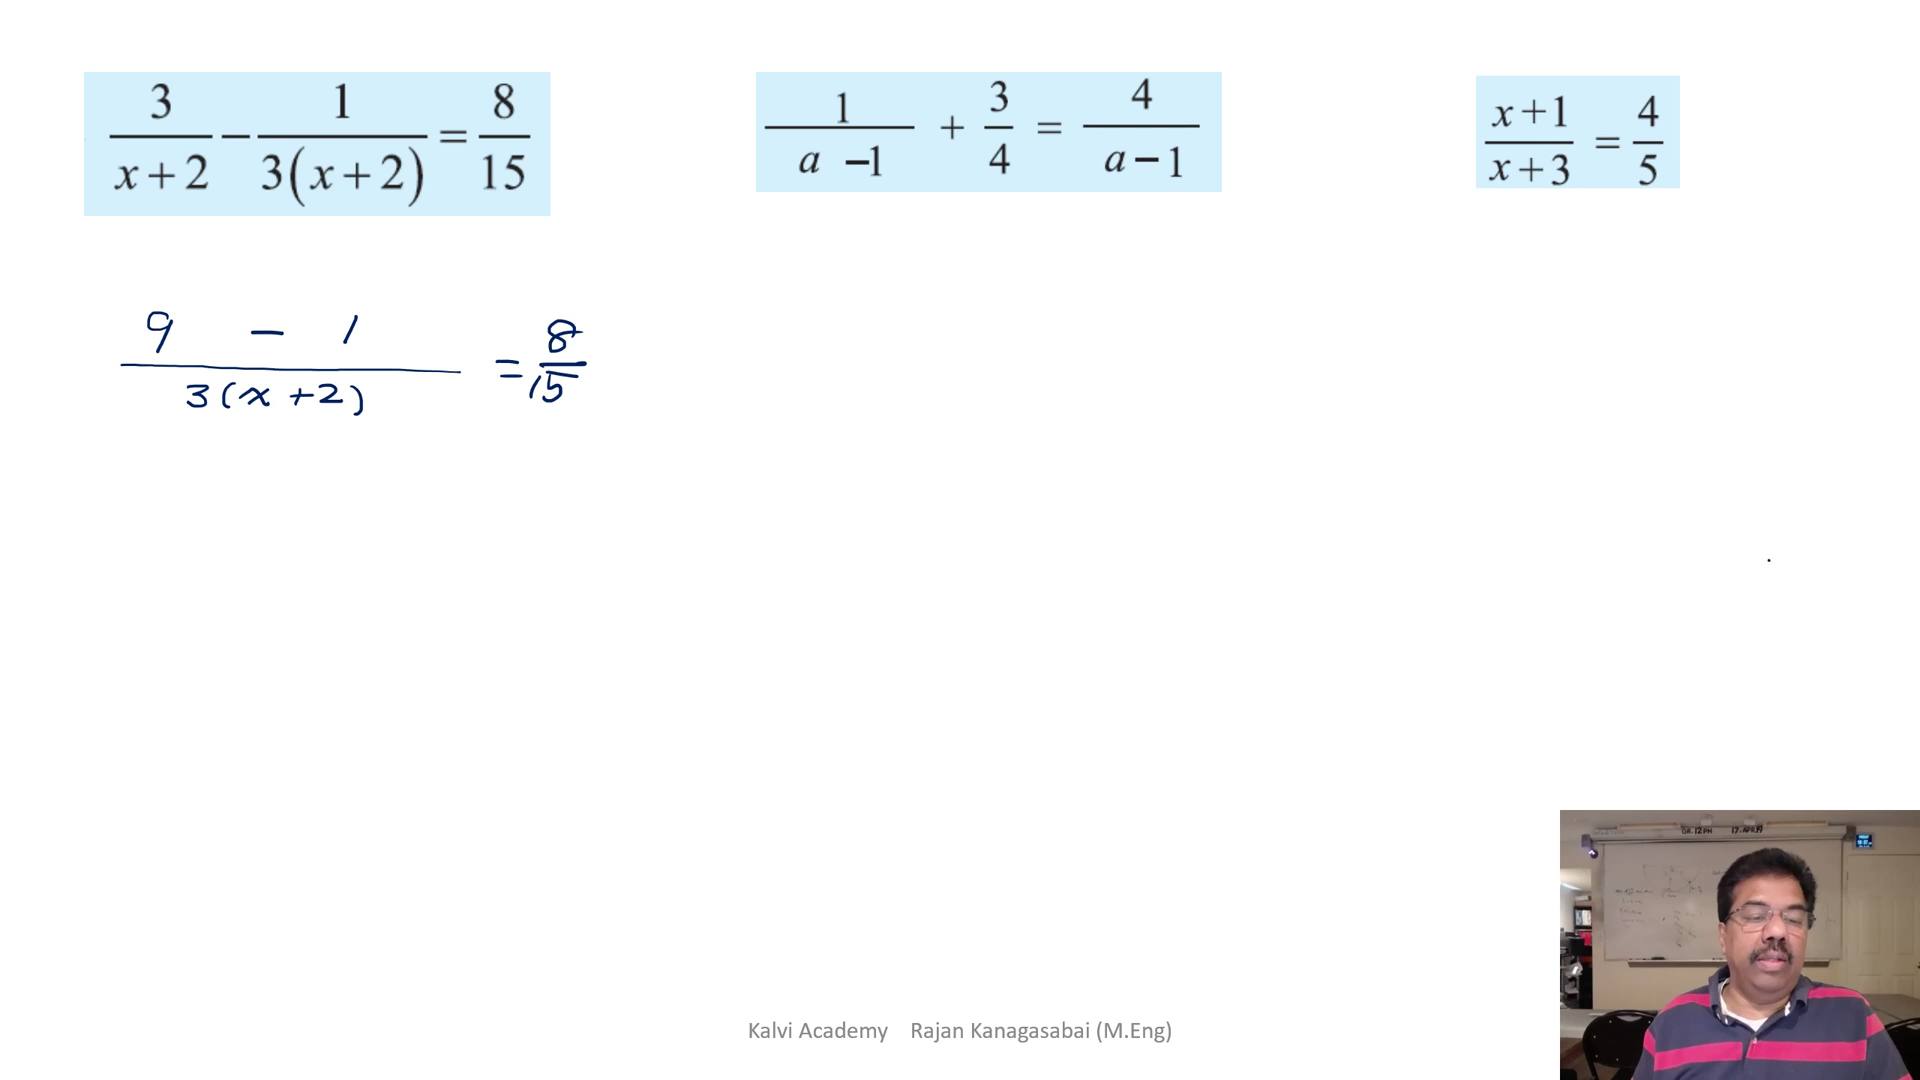 3/(x+2) − 1/(3(x+2)) = 8/15
1/(a −1) + 3/4 = 4/(a−1)
(x+1)/(x+3) = 4/5
(9 − 1)/(3(x+2)) = 8/15
Kalvi Academy Rajan Kanagasabai (M.Eng)